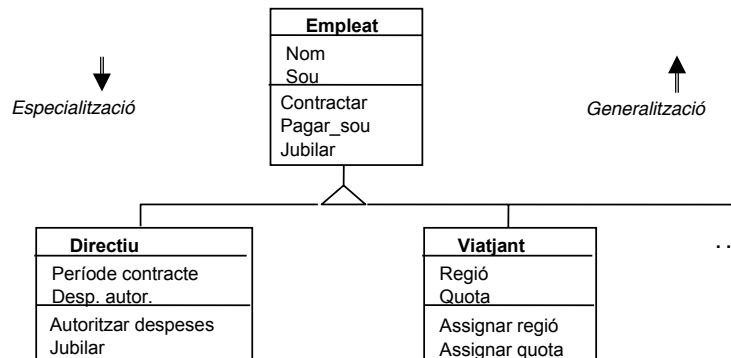 Empleat
Nom
Sou
Contractar
Pagar_sou
Jubilar
Especialització
Generalització
Directiu
Període contracte
Desp. autor.
Autoritzar despeses
Jubilar
Viatjant
Regió
Quota
Assignar regió
Assignar quota
. .